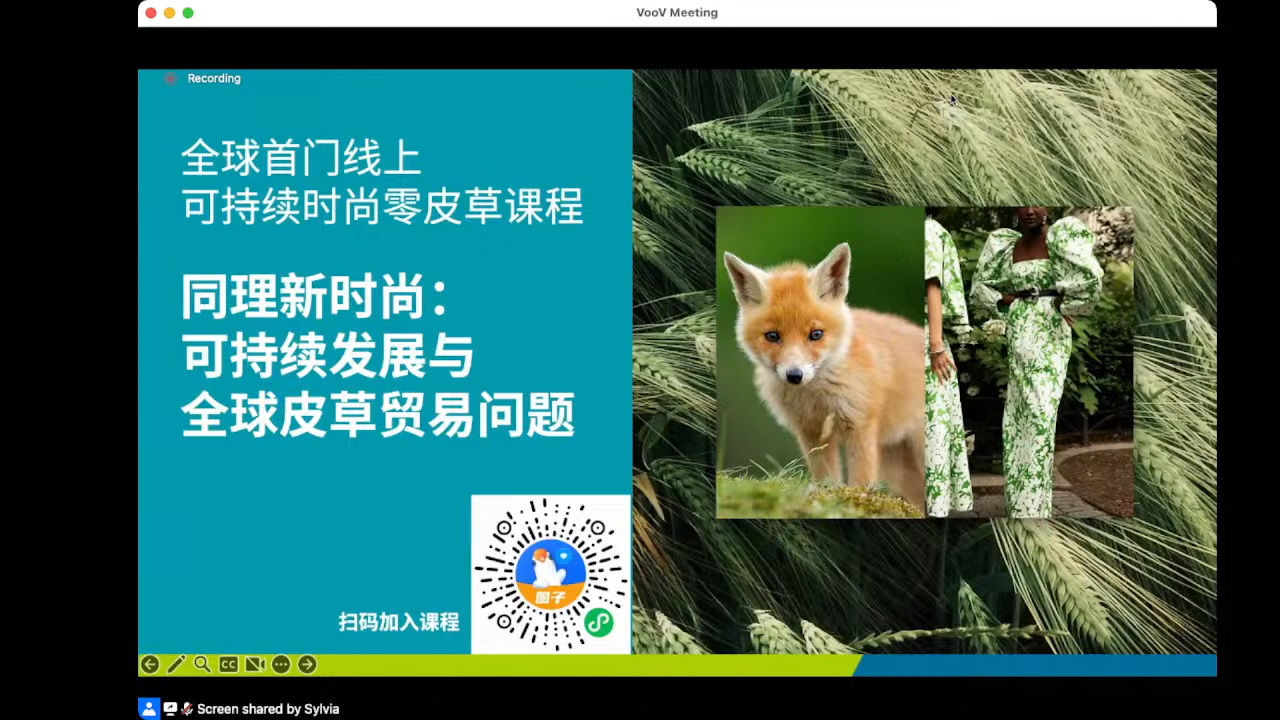 VooV Meeting
Recording
全球首门线上
可持续时尚零皮草课程
同理新时尚：
可持续发展与
全球皮草贸易问题
圈子
扫码加入课程
CC
Screen shared by Sylvia